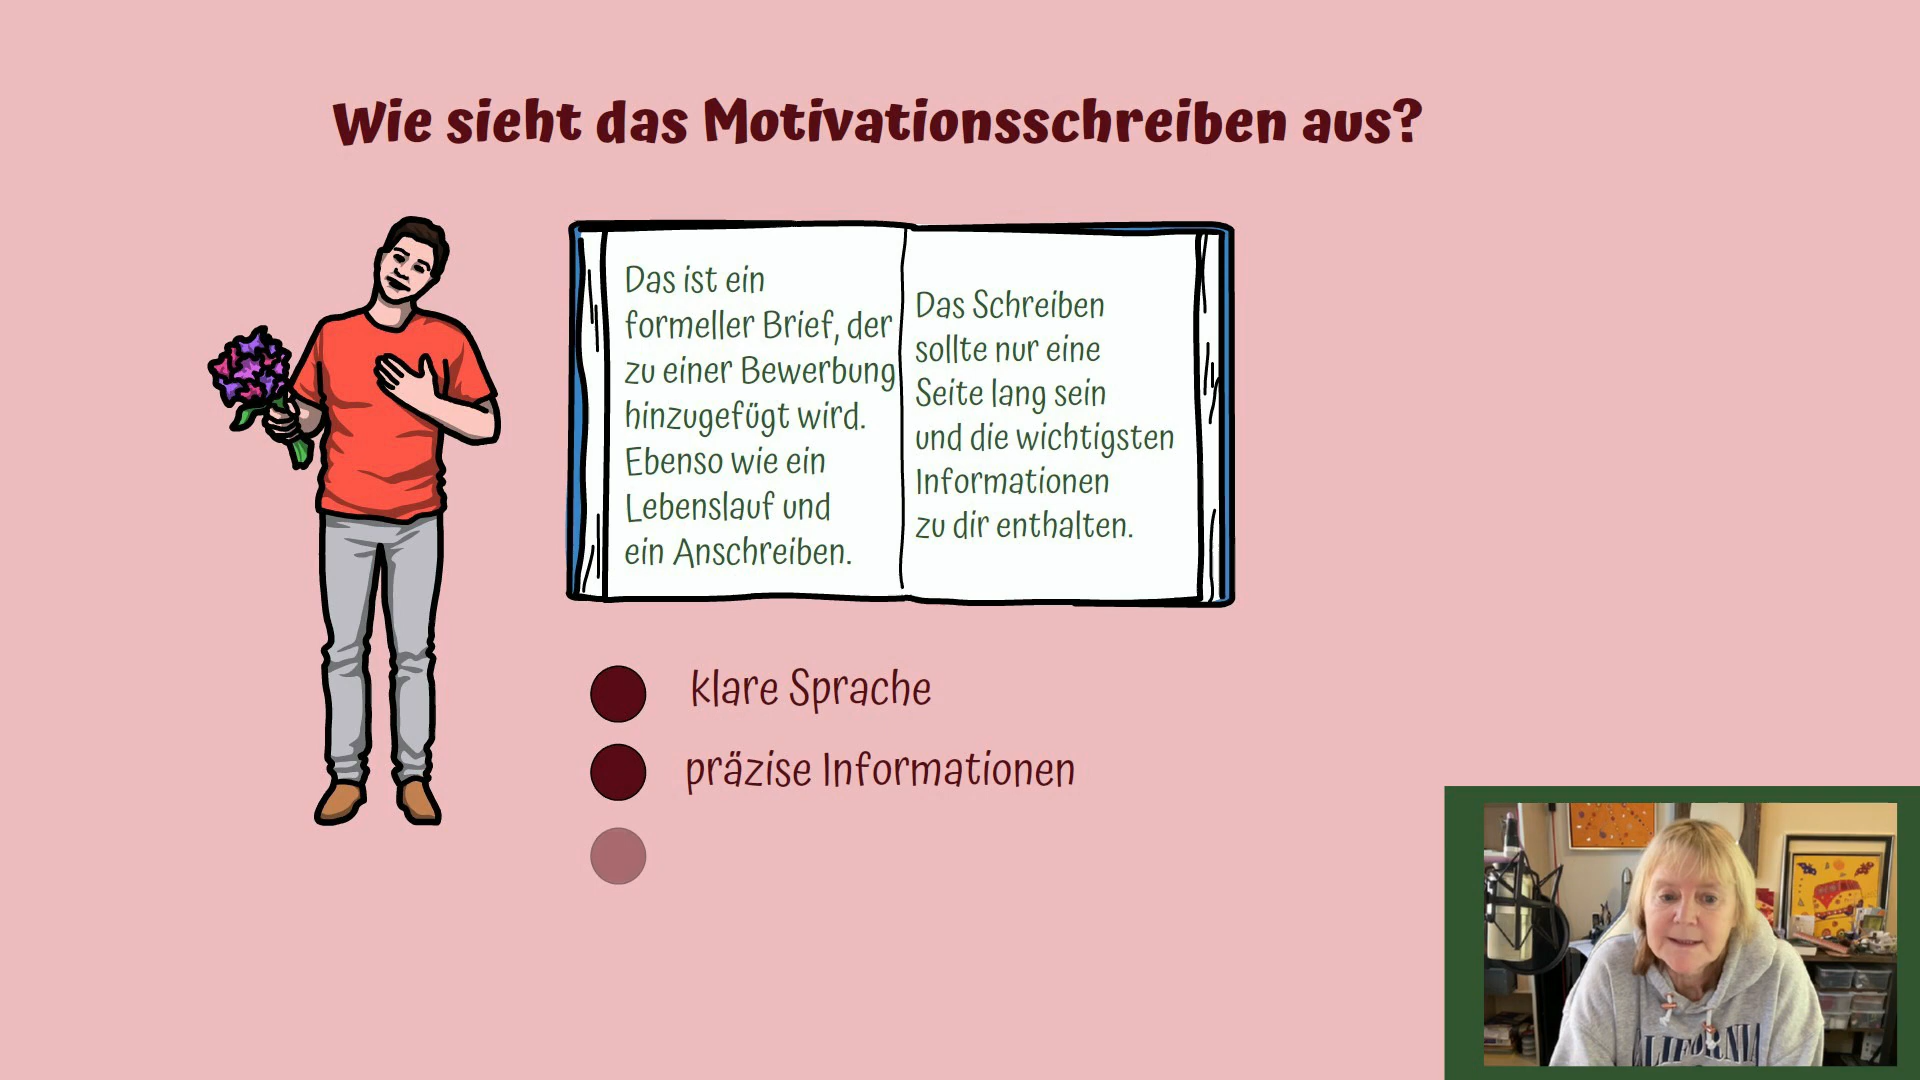 Wie sieht das Motivationsschreiben aus?
Das ist ein
formeller Brief, der
zu einer Bewerbung
hinzugefügt wird.
Ebenso wie ein
Lebenslauf und
ein Anschreiben.
Das Schreiben
sollte nur eine
Seite lang sein
und die wichtigsten
Informationen
zu dir enthalten.
klare Sprache
präzise Informationen